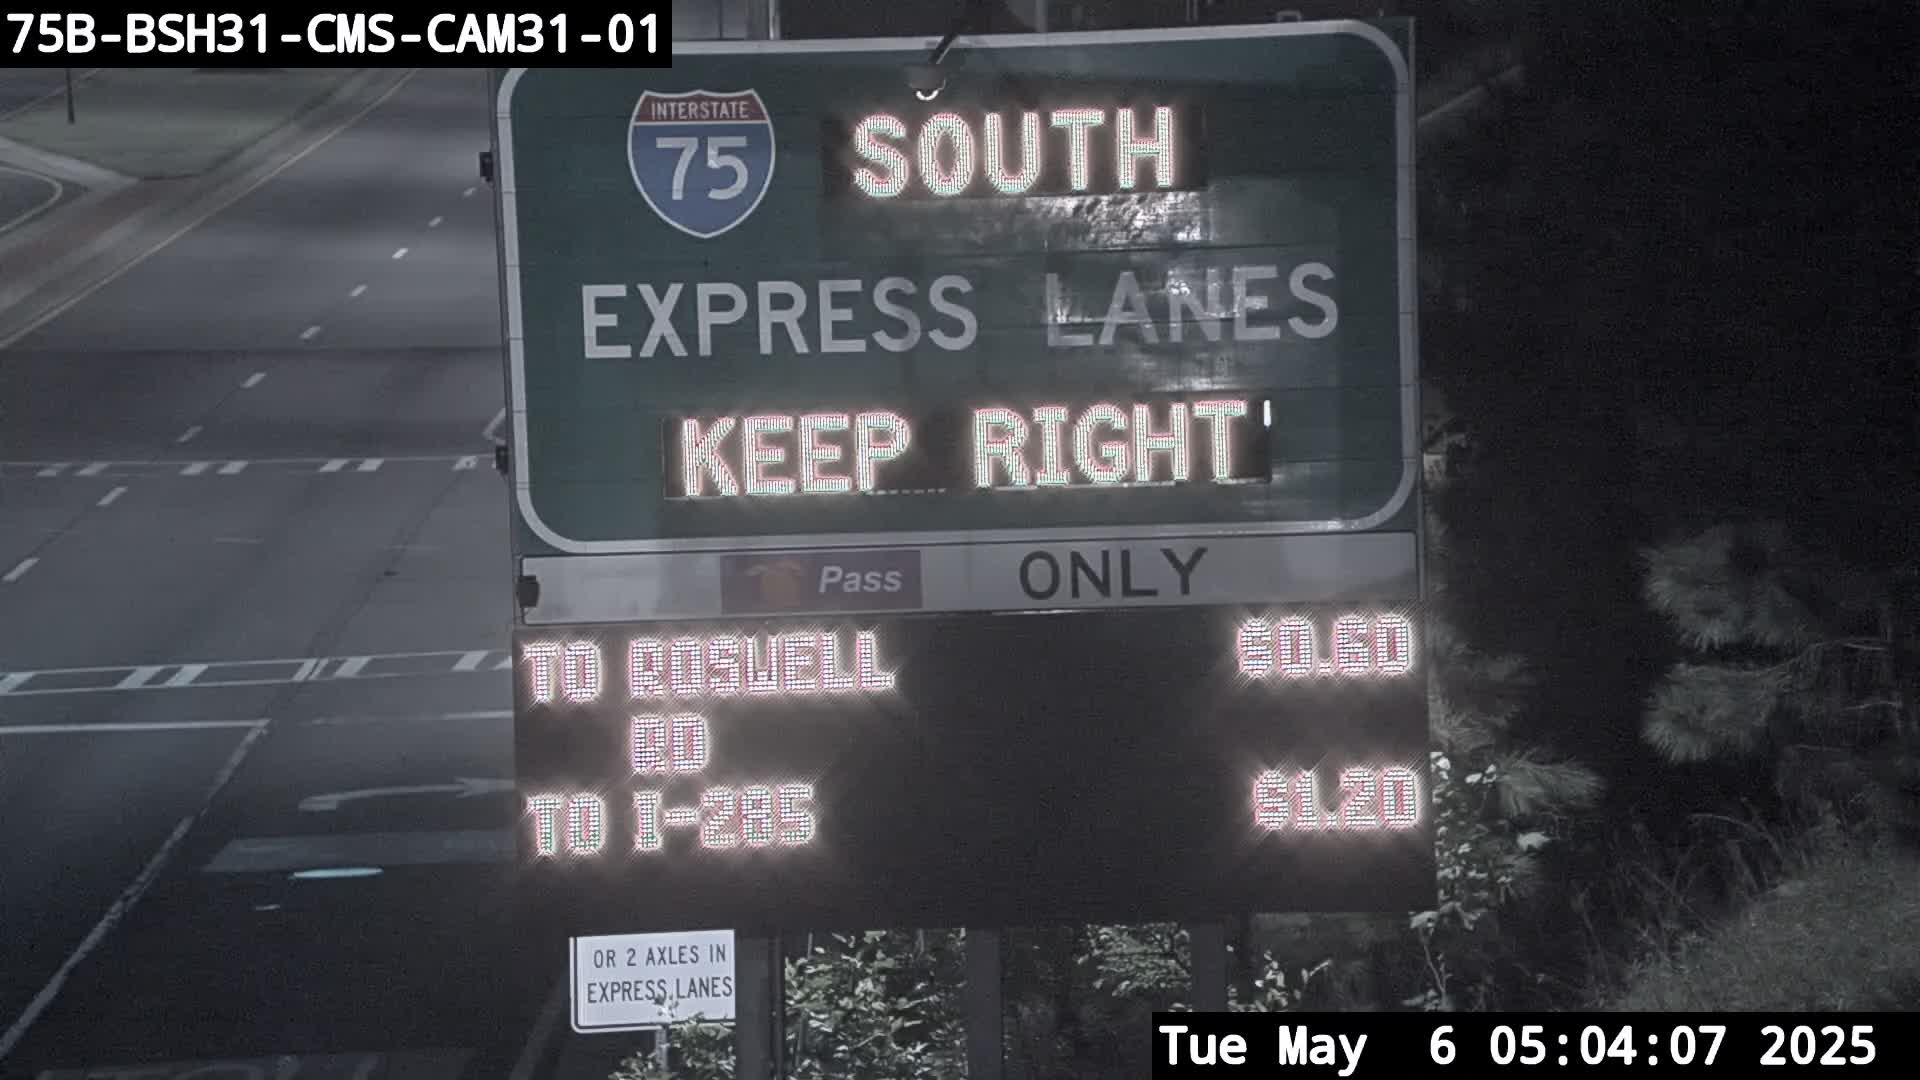 75B-BSH31-CMS-CAM31-01
INTERSTATE
75
SOUTH
EXPRESS LANES
KEEP RIGHT
Pass ONLY
TO ROSWELL $0.60
RD
TO I-285 $1.20
OR 2 AXLES IN
EXPRESS LANES
Tue May 6 05:04:07 2025